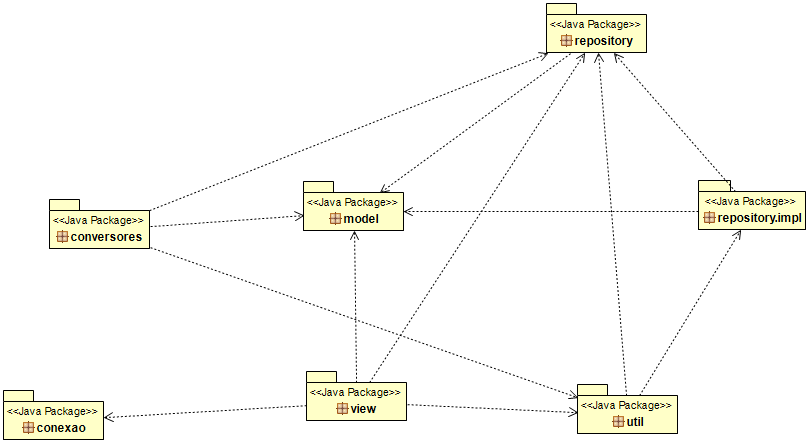 <<Java Package>>
repository
<<Java Package>>
model
<<Java Package>>
repository.impl
<<Java Package>>
conversores
<<Java Package>>
view
<<Java Package>>
util
<<Java Package>>
conexao